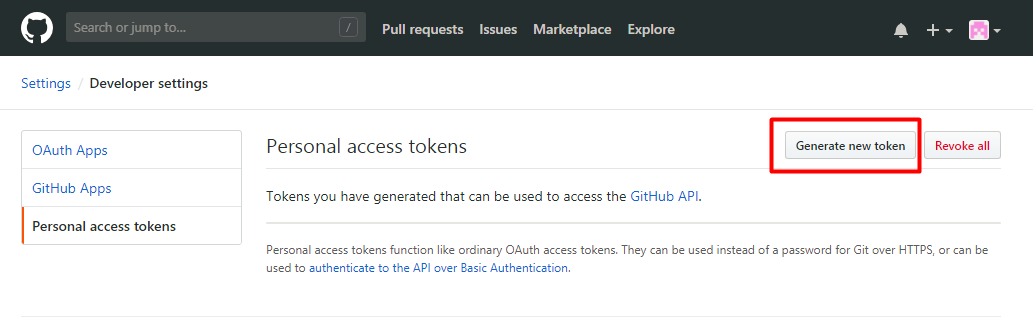 Search or jump to... /
Pull requests Issues Marketplace Explore
Settings / Developer settings
OAuth Apps
GitHub Apps
Personal access tokens
Personal access tokens
Generate new token
Revoke all
Tokens you have generated that can be used to access the GitHub API.
Personal access tokens function like ordinary OAuth access tokens. They can be used instead of a password for Git over HTTPS, or can be
used to authenticate to the API over Basic Authentication.